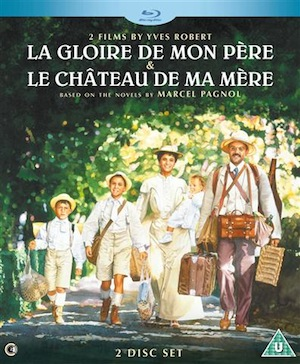 2 FILMS BY YVES ROBERT
LA GLOIRE DE MON PÈRE
&
LE CHÂTEAU DE MA MÈRE
BASED ON THE NOVELS BY MARCEL PAGNOL
U
2 DISC SET